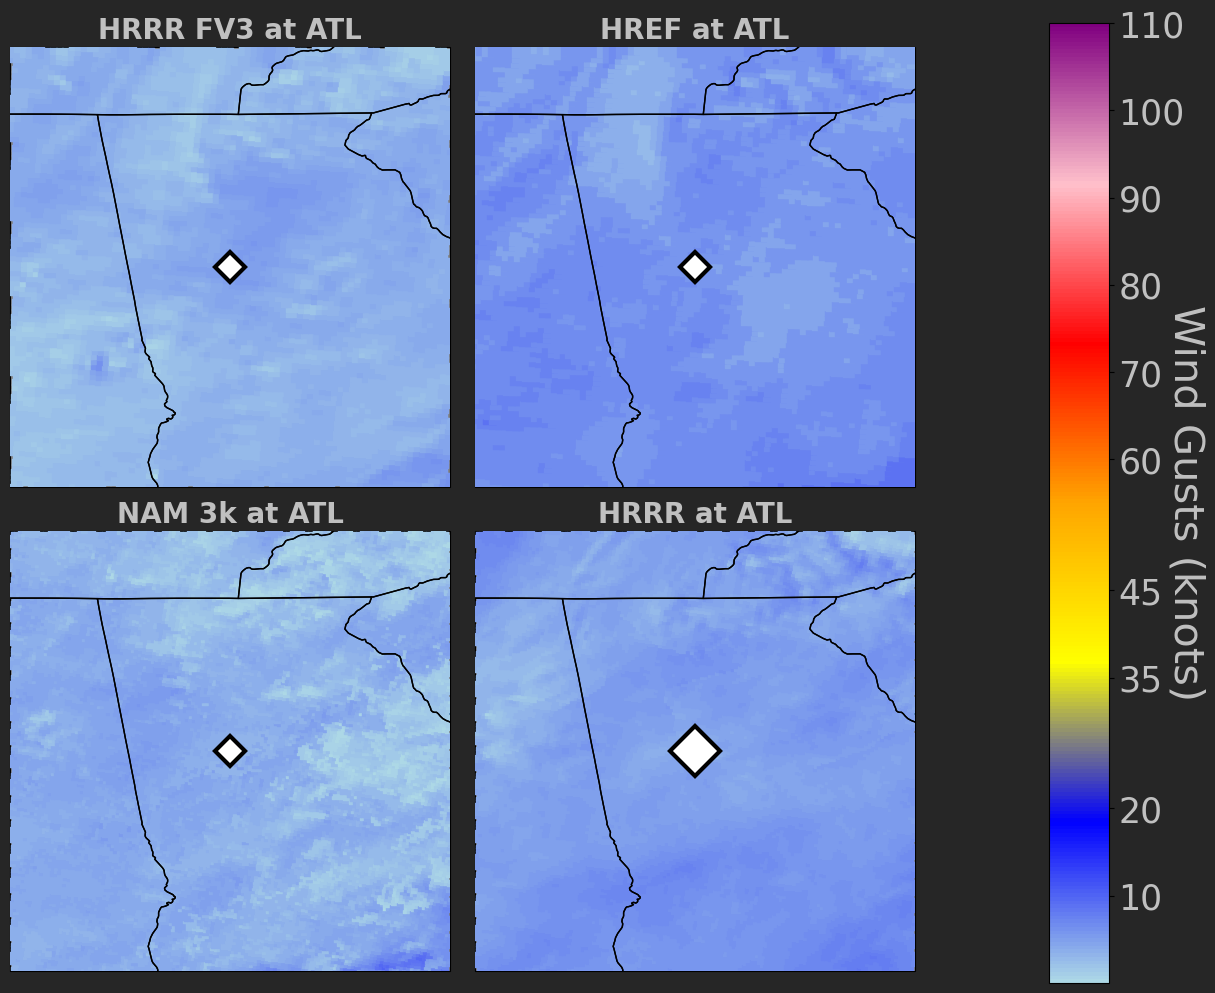 HRRR FV3 at ATL
HREF at ATL
NAM 3k at ATL
HRRR at ATL
110
100
90
80
70
60
45
35
20
10
Wind Gusts (knots)